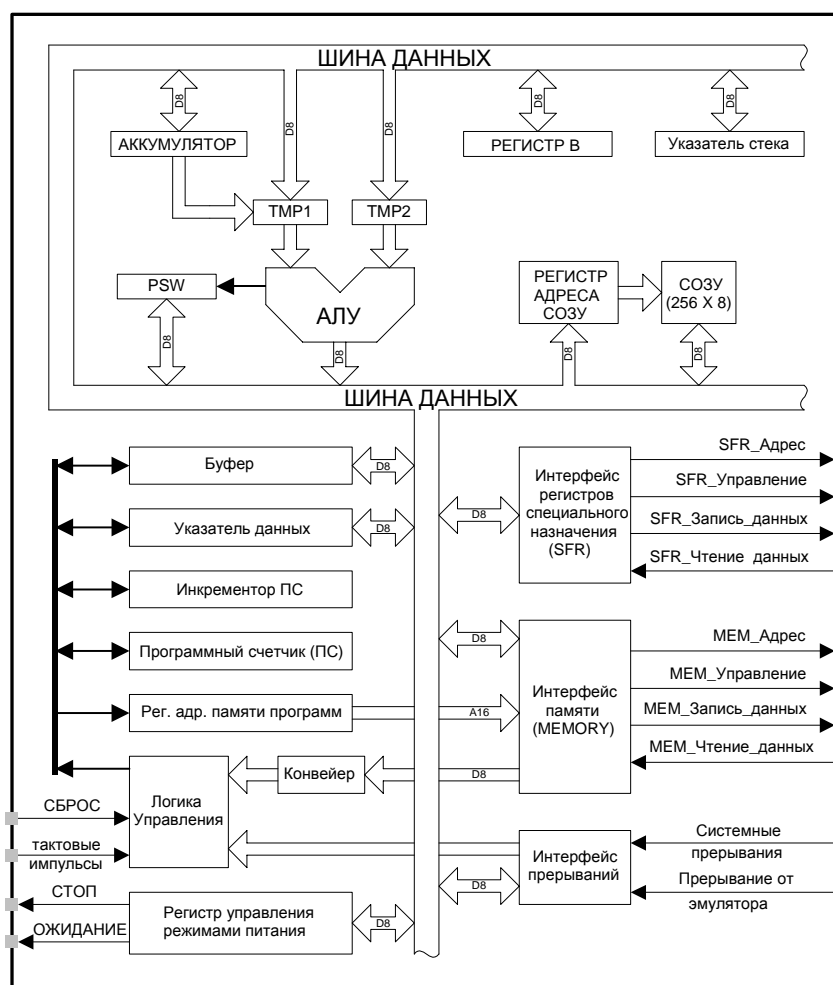 ШИНА ДАННЫХ
D8
D8
D8
D8
D8
АККУМУЛЯТОР
РЕГИСТР В
Указатель стека
TMP1
TMP2
PSW
АЛУ
РЕГИСТР
АДРЕСА
СОЗУ
СОЗУ
(256 X 8)
D8
D8
D8
D8
ШИНА ДАННЫХ
Буфер
D8
Указатель данных
D8
Инкрементор ПС
Программный счетчик (ПС)
Рег. адр. памяти программ
A16
Логика
Управления
Конвейер
D8
СБРОС
тактовые
импульсы
СТОП
ОЖИДАНИЕ
Регистр управления
режимами питания
D8
D8
Интерфейс
регистров
специального
назначения
(SFR)
SFR_Адрес
SFR_Управление
SFR_Запись_данных
SFR_Чтение данных
D8
Интерфейс
памяти
(MEMORY)
MEM_Адрес
MEM_Управление
MEM_Запись_данных
MEM_Чтение_данных
D8
Интерфейс
прерываний
Системные
прерывания
Прерывание от
эмулятора